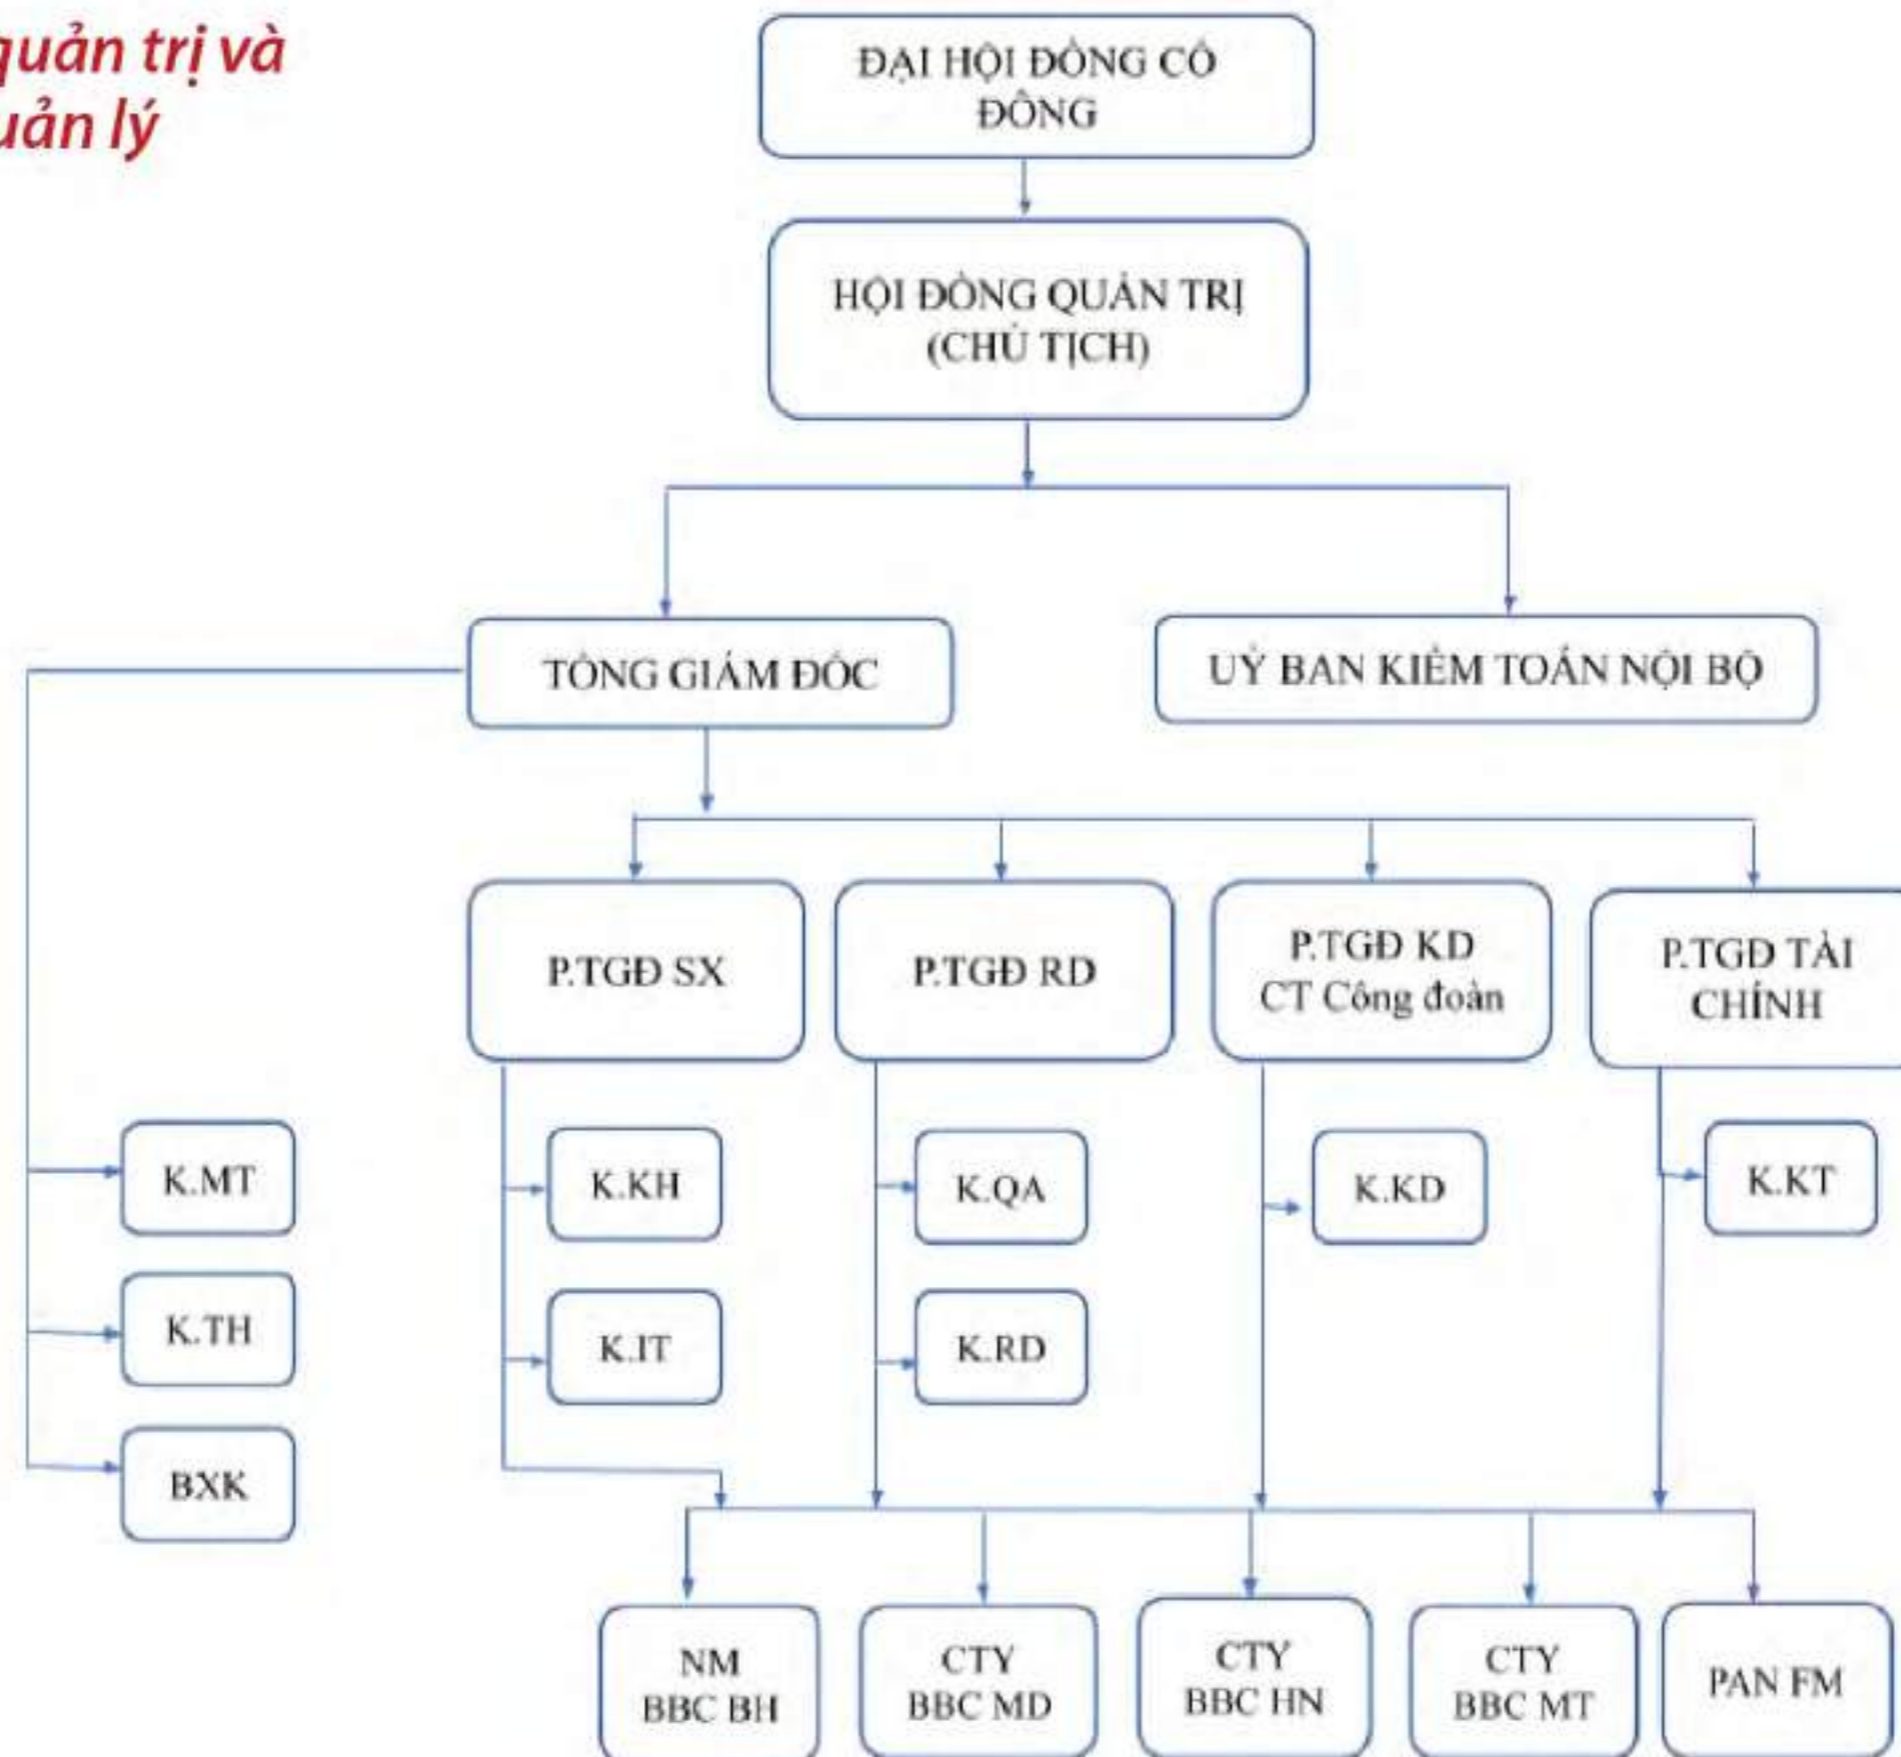 quản trị và
uản lý
ĐẠI HỘI ĐỒNG CỔ
ĐÔNG
HỘI ĐỒNG QUẢN TRỊ
(CHỦ TỊCH)
TỔNG GIÁM ĐỐC
UỶ BAN KIỂM TOÁN NỘI BỘ
P.TGĐ SX
P.TGĐ RD
P.TGĐ KD
CT Công đoàn
P.TGĐ TÀI
CHÍNH
K.MT
K.KH
K.QA
K.KD
K.KT
K.TH
K.IT
K.RD
BXK
NM
BBC BH
CTY
BBC MD
CTY
BBC HN
CTY
BBC MT
PAN FM